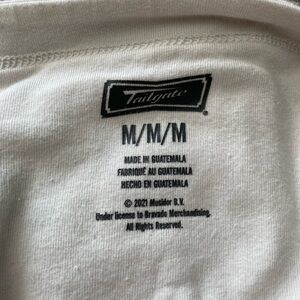 Tailgate
M/M/M
MADE IN GUATEMALA
FABRIQUÉ AU GUATEMALA
HECHO EN GUATEMALA
© 2021 Musidor B.V.
Under license to Bravado Merchandising.
All Rights Reserved.